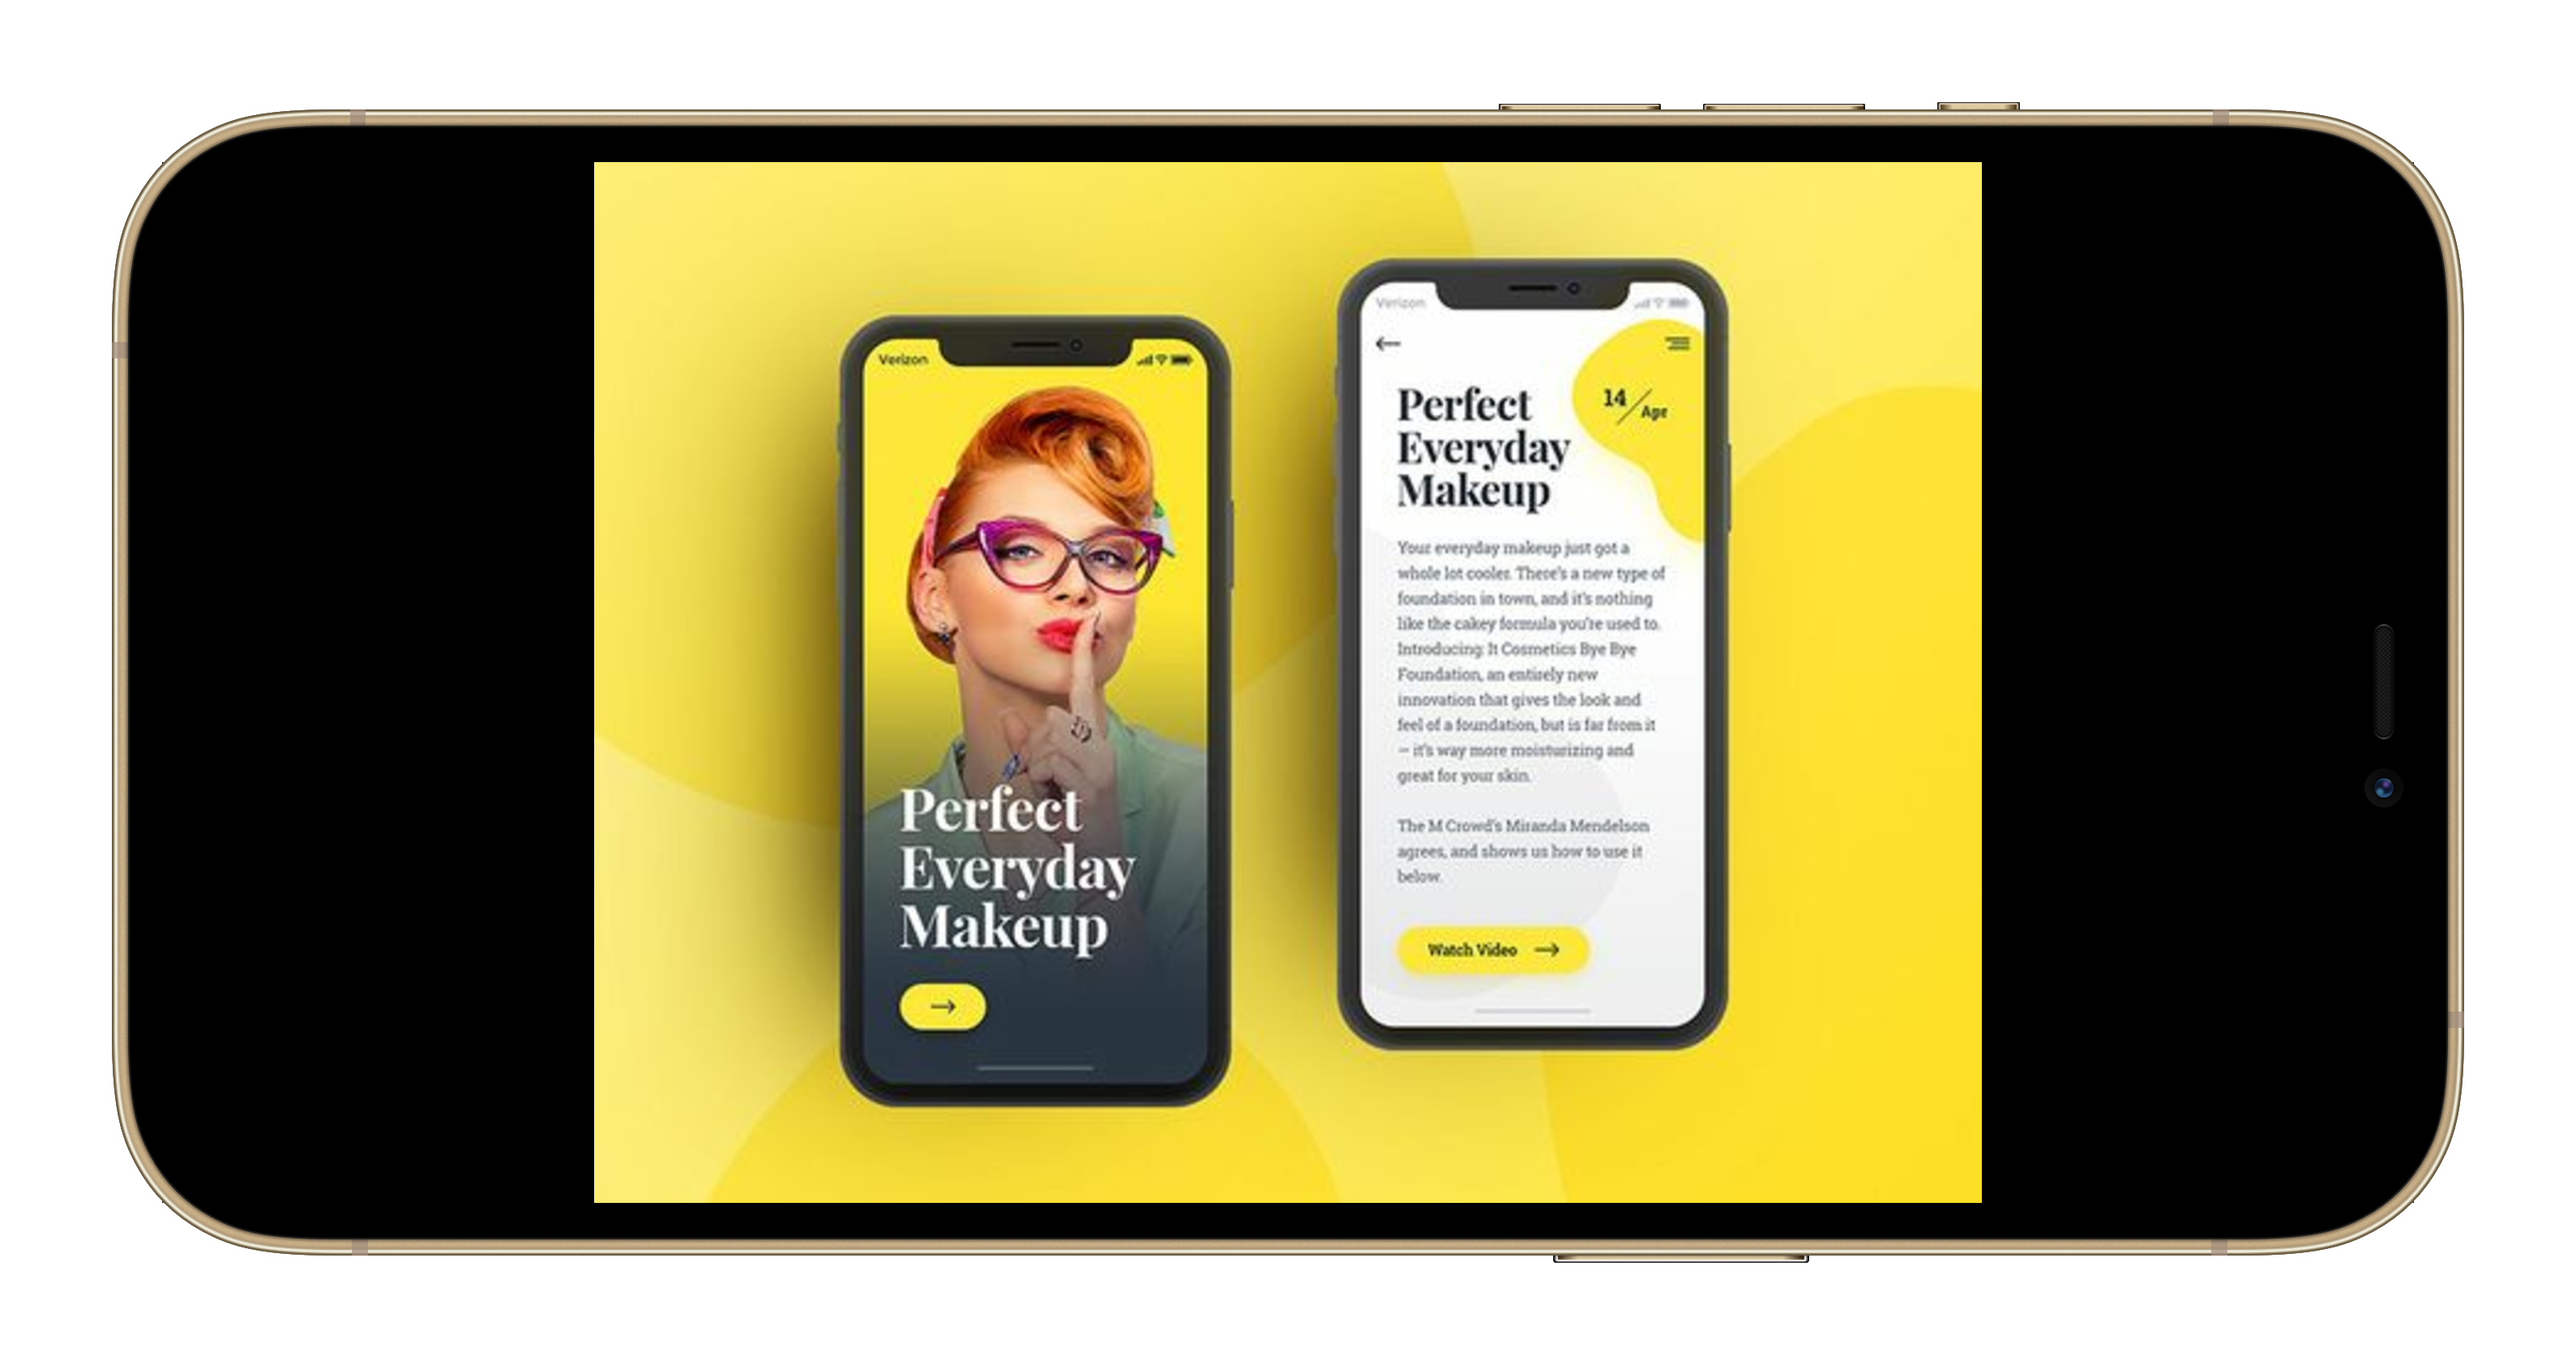 Verizon
Perfect
Everyday
Makeup
Verizon
14
Apr
Perfect
Everyday
Makeup
Your everyday makeup just got a
whole lot cooler. There's a new type of
foundation in town, and it's nothing
like the cakey formula you're used to.
Introducing: It Cosmetics Bye Bye
Foundation, an entirely new
innovation that gives the look and
feel of a foundation, but is far from it
– it's way more moisturizing and
great for your skin.
The M Crowd's Miranda Mendelson
agrees, and shows us how to use it
below.
Watch Video